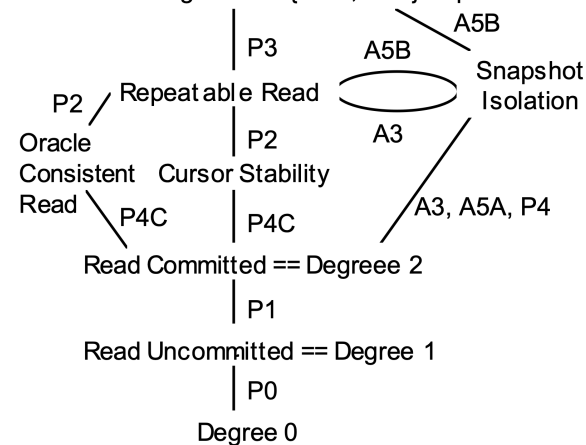 A5B
P3
A5B
Snapshot
Isolation
Repeatable Read
P2
A3
Oracle
Consistent
Read
P2
Cursor Stability
P4C
P4C
A3, A5A, P4
Read Committed == Degreee 2
P1
Read Uncommitted == Degree 1
P0
Degree 0